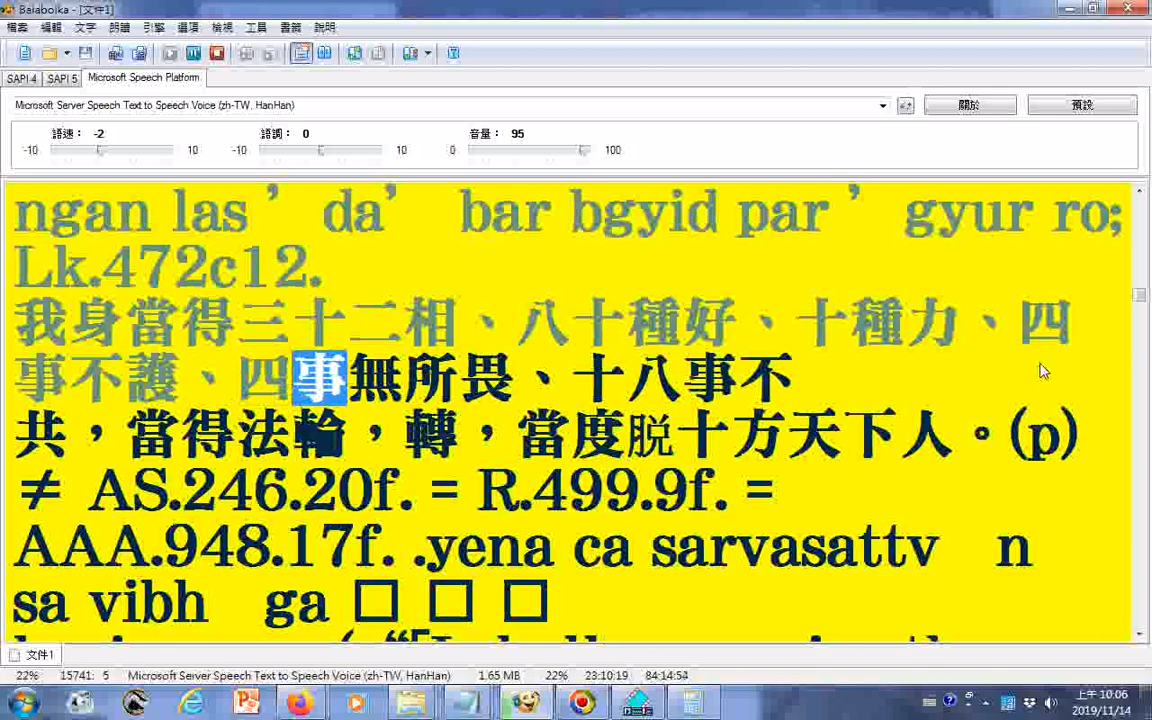 Balabolka - [文件1]
檔案 編輯 文字 朗讀 引擎 選項 檢視 工具 書籤 說明
SAPI 4 SAPI 5 Microsoft Speech Platform
Microsoft Server Speech Text to Speech Voice (zh-TW, HanHan) 關於 預設
語速： -2 語調： 0 音量： 95
-10 10 -10 10 0 100
ngan las ’ da’ bar bgyid par ’ gyur ro;
Lk.472c12.
我身當得三十二相、八十種好、十種力、四
事不護、四事無所畏、十八事不
共，當得法輪，轉，當度脱十方天下人。(p)
≠ AS.246.20f. = R.499.9f. =
AAA.948.17f. .yena ca sarvasattv n
sa vibh ga □ □ □
文件1
22% 15741: 5 Microsoft Server Speech Text to Speech Voice (zh-TW, HanHan) 1.65 MB 22% 23:10:19 84:14:54
上午 10:06
2019/11/14